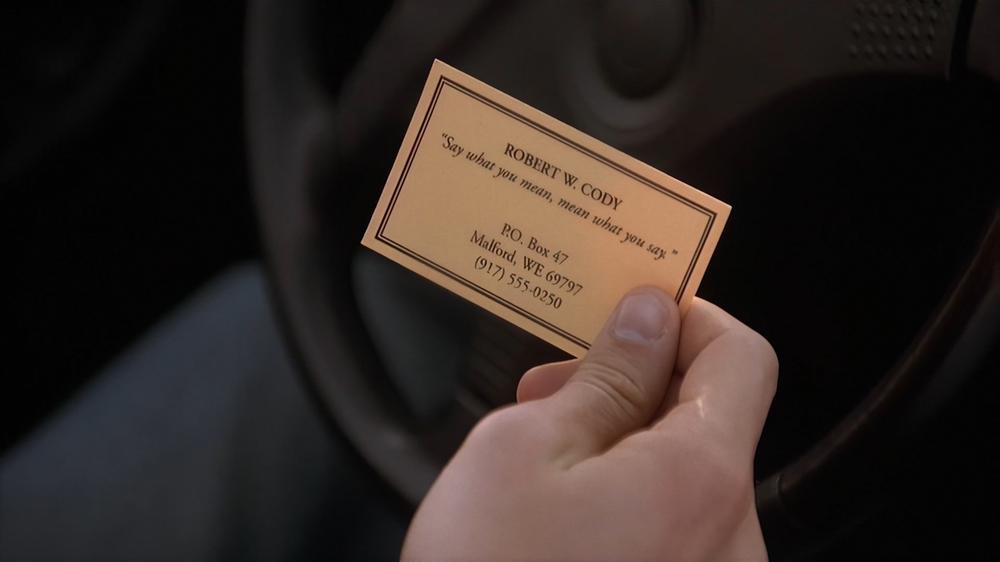 ROBERT W. CODY
“Say what you mean, mean what you say.”
P.O. Box 47
Malford, WE 69797
(917) 555-0250